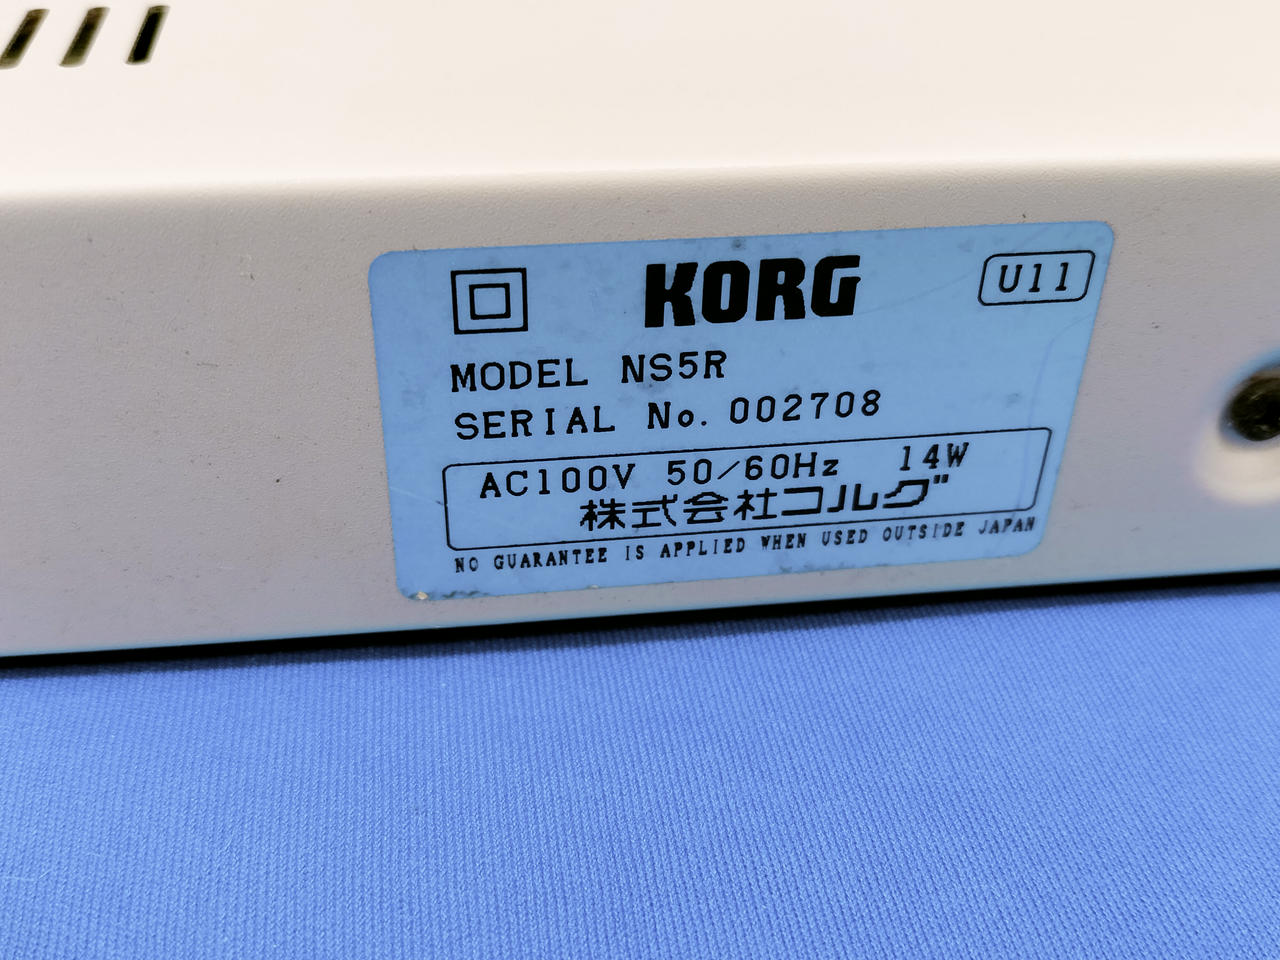 KORG
U11
MODEL NS5R
SERIAL No. 002708
AC100V 50/60Hz 14W
株式会社コルグ
NO GUARANTEE IS APPLIED WHEN USED OUTSIDE JAPAN